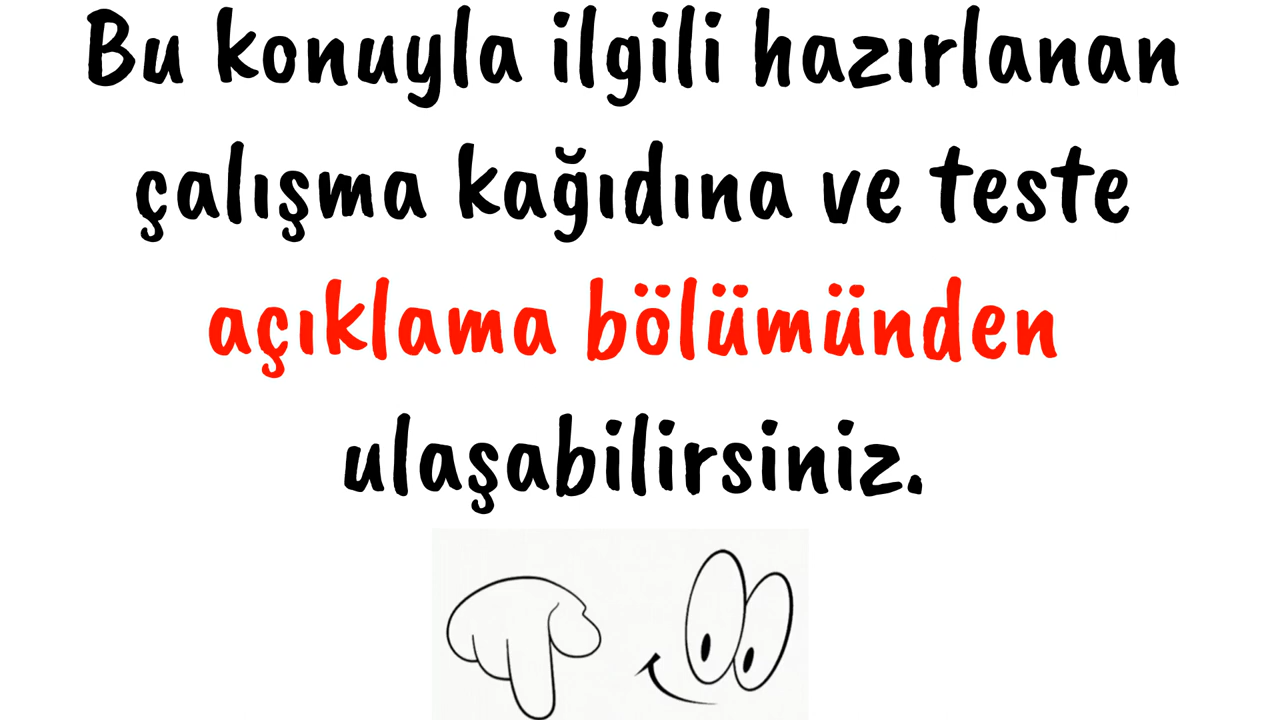 Bu konuyla ilgili hazırlanan
çalışma kağıdına ve teste
açıklama bölümünden
ulaşabilirsiniz.